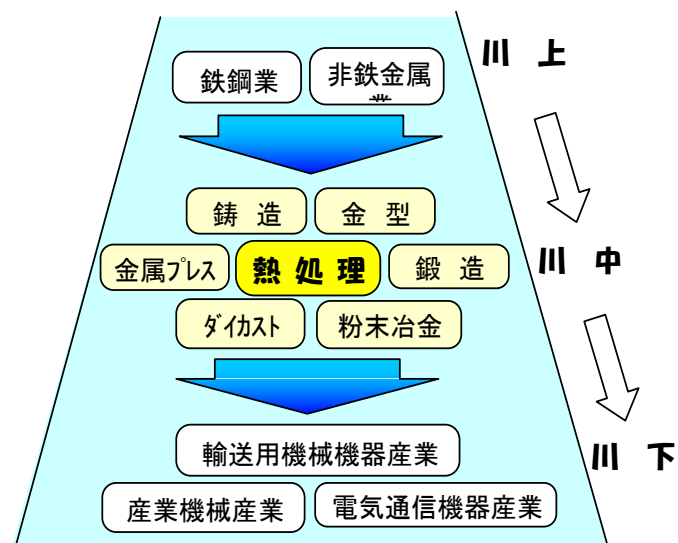 川 上
鉄鋼業
非鉄金属
鋳 造
金 型
金属プレス
熱 処 理
鍛 造
川 中
ダイカスト
粉末冶金
輸送用機械機器産業
川 下
産業機械産業
電気通信機器産業